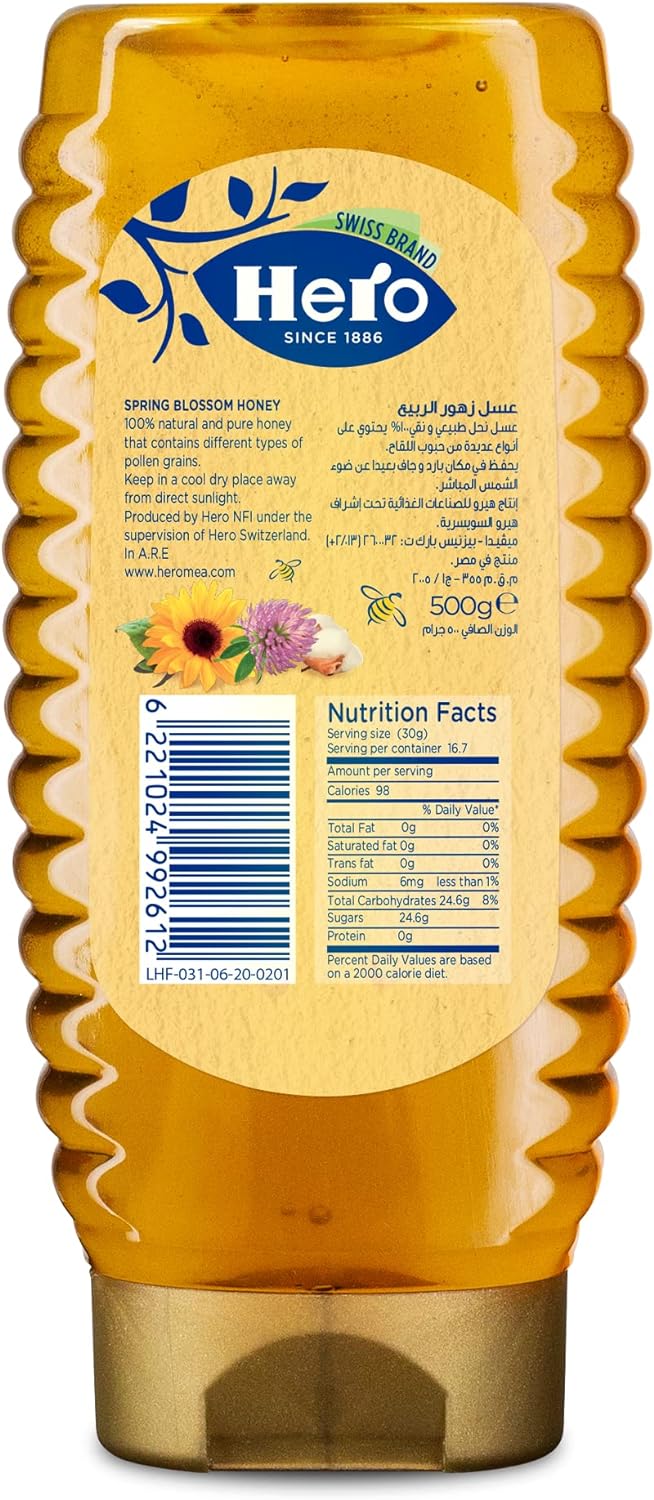 SWISS BRAND
Hero
SINCE 1886
SPRING BLOSSOM HONEY
100% natural and pure honey
that contains different types of
pollen grains.
Keep in a cool dry place away
from direct sunlight.
Produced by Hero NFI under the
supervision of Hero Switzerland.
In A.R.E
www.heromea.com
عسل زهور الربيع
عسل نحل طبيعي و نقي ١٠٠٪ يحتوي على
أنواع عديدة من حبوب اللقاح.
يحفظ في مكان بارد و جاف بعيدا عن ضوء
الشمس المباشر.
إنتاج هيرو للصناعات الغذائية تحت إشراف
هيرو السويسرية.
ميڤيدا - بيزنيس بارك ت:
منتج في مصر.
م.ق.م ٣٥٥ - ج١ / ٢٠٠٥
500g℮
الوزن الصافي ٥٠٠ جرام
6 221024 992612
LHF-031-06-20-0201
Nutrition Facts
Serving size (30g)
Serving per container 16.7
Amount per serving
Calories 98
% Daily Value*
Total Fat 0g 0%
Saturated fat 0g 0%
Trans fat 0g 0%
Sodium 6mg less than 1%
Total Carbohydrates 24.6g 8%
Sugars 24.6g
Protein 0g
Percent Daily Values are based
on a 2000 calorie diet.